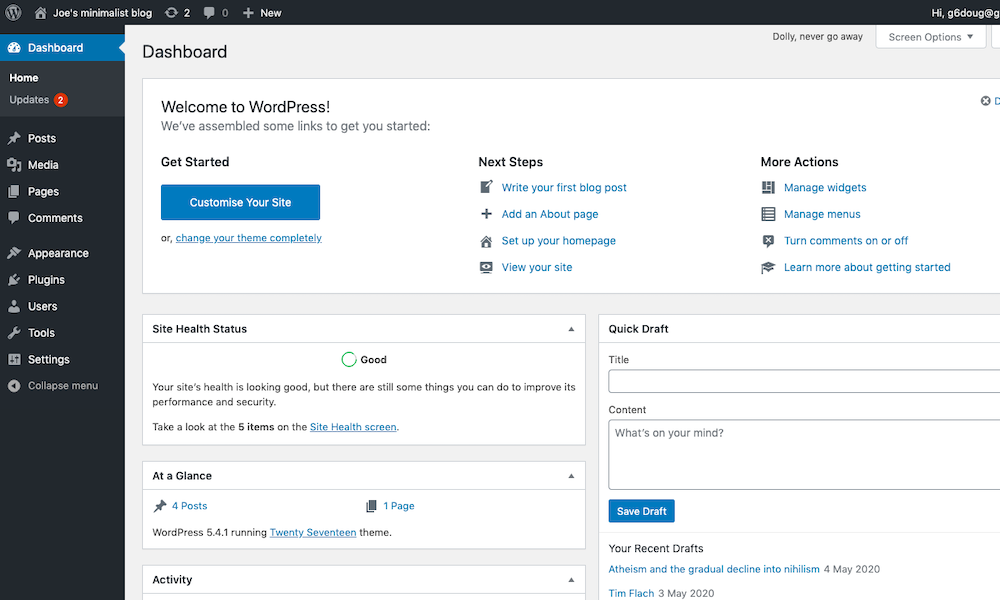 Joe's minimalist blog 2 0 New Hi, g6doug@g
Dashboard
Home
Updates 2
Posts
Media
Pages
Comments
Appearance
Plugins
Users
Tools
Settings
Collapse menu
Dolly, never go away
Screen Options
Dashboard
Welcome to WordPress!
We've assembled some links to get you started:
D
Get Started
Customise Your Site
or, change your theme completely
Next Steps
Write your first blog post
Add an About page
Set up your homepage
View your site
More Actions
Manage widgets
Manage menus
Turn comments on or off
Learn more about getting started
Site Health Status
Good
Your site's health is looking good, but there are still some things you can do to improve its
performance and security.
Take a look at the 5 items on the Site Health screen.
At a Glance
4 Posts 1 Page
WordPress 5.4.1 running Twenty Seventeen theme.
Activity
Quick Draft
Title
Content
What's on your mind?
Save Draft
Your Recent Drafts
Atheism and the gradual decline into nihilism 4 May 2020
Tim Flach 3 May 2020